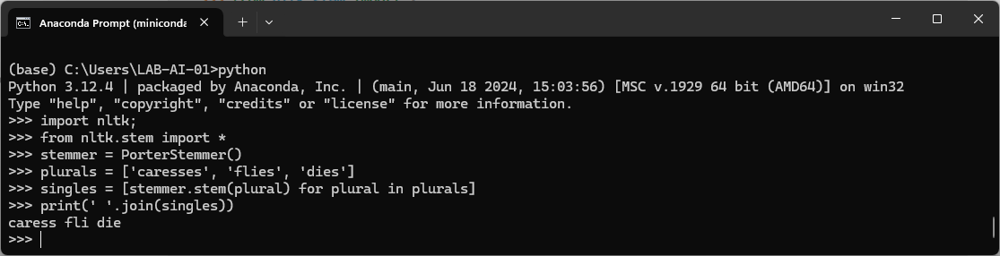 Anaconda Prompt (miniconda
(base) C:\Users\LAB-AI-01>python
Python 3.12.4 | packaged by Anaconda, Inc. | (main, Jun 18 2024, 15:03:56) [MSC v.1929 64 bit (AMD64)] on win32
Type "help", "copyright", "credits" or "license" for more information.
>>> import nltk;
>>> from nltk.stem import *
>>> stemmer = PorterStemmer()
>>> plurals = ['caresses', 'flies', 'dies']
>>> singles = [stemmer.stem(plural) for plural in plurals]
>>> print(' '.join(singles))
caress fli die
>>>